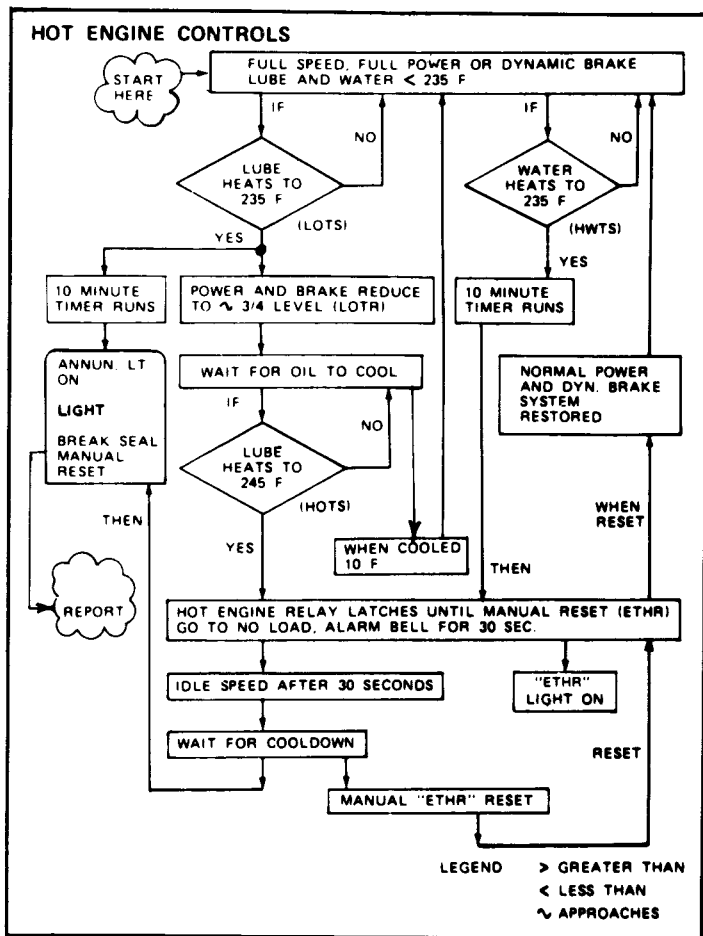 HOT ENGINE CONTROLS
START
HERE
FULL SPEED, FULL POWER OR DYNAMIC BRAKE
LUBE AND WATER < 235 F
IF
NO
IF
NO
LUBE
HEATS TO
235 F
(LOTS)
WATER
HEATS TO
235 F
(HWTS)
YES
YES
10 MINUTE
TIMER RUNS
POWER AND BRAKE REDUCE
TO ∿ 3/4 LEVEL (LOTR)
10 MINUTE
TIMER RUNS
ANNUN. LT
ON
LIGHT
BREAK SEAL
MANUAL
RESET
WAIT FOR OIL TO COOL
NORMAL POWER
AND DYN. BRAKE
SYSTEM
RESTORED
IF
NO
LUBE
HEATS TO
245 F
(HOTS)
THEN
YES
WHEN COOLED
10 F
THEN
WHEN
RESET
REPORT
HOT ENGINE RELAY LATCHES UNTIL MANUAL RESET (ETHR)
GO TO NO LOAD, ALARM BELL FOR 30 SEC.
IDLE SPEED AFTER 30 SECONDS
"ETHR"
LIGHT ON
WAIT FOR COOLDOWN
RESET
MANUAL "ETHR" RESET
LEGEND > GREATER THAN
< LESS THAN
∿ APPROACHES